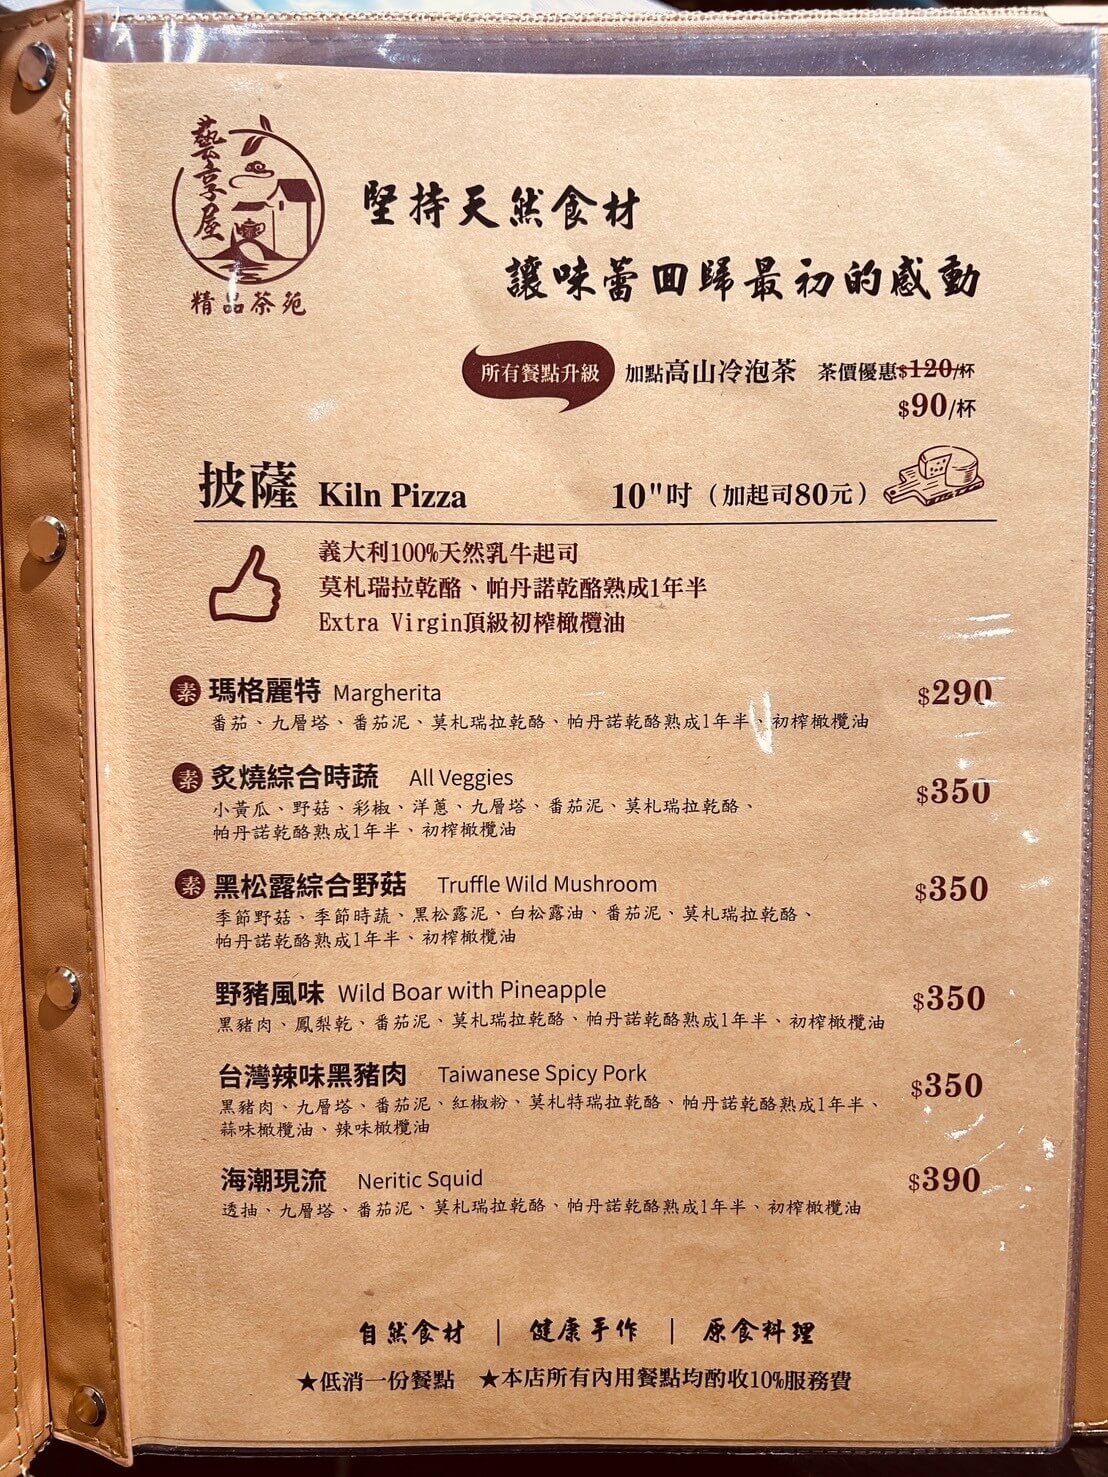 藝享屋
精品茶苑
堅持天然食材
讓味蕾回歸最初的感動
所有餐點升級 加點高山冷泡茶 茶價優惠$120/杯
$90/杯
披薩 Kiln Pizza 10"吋（加起司80元）
義大利100%天然乳牛起司
莫札瑞拉乾酪、帕丹諾乾酪熟成1年半
Extra Virgin頂級初榨橄欖油
素 瑪格麗特 Margherita $290
番茄、九層塔、番茄泥、莫札瑞拉乾酪、帕丹諾乾酪熟成1年半、初榨橄欖油
素 炙燒綜合時蔬 All Veggies $350
小黃瓜、野菇、彩椒、洋蔥、九層塔、番茄泥、莫札瑞拉乾酪、
帕丹諾乾酪熟成1年半、初榨橄欖油
素 黑松露綜合野菇 Truffle Wild Mushroom $350
季節野菇、季節時蔬、黑松露泥、白松露油、番茄泥、莫札瑞拉乾酪、
帕丹諾乾酪熟成1年半、初榨橄欖油
野豬風味 Wild Boar with Pineapple $350
黑豬肉、鳳梨乾、番茄泥、莫札瑞拉乾酪、帕丹諾乾酪熟成1年半、初榨橄欖油
台灣辣味黑豬肉 Taiwanese Spicy Pork $350
黑豬肉、九層塔、番茄泥、紅椒粉、莫札特瑞拉乾酪、帕丹諾乾酪熟成1年半、
蒜味橄欖油、辣味橄欖油
海潮現流 Neritic Squid $390
透抽、九層塔、番茄泥、莫札瑞拉乾酪、帕丹諾乾酪熟成1年半、初榨橄欖油
自然食材 | 健康手作 | 原食料理
★低消一份餐點 ★本店所有內用餐點均酌收10%服務費